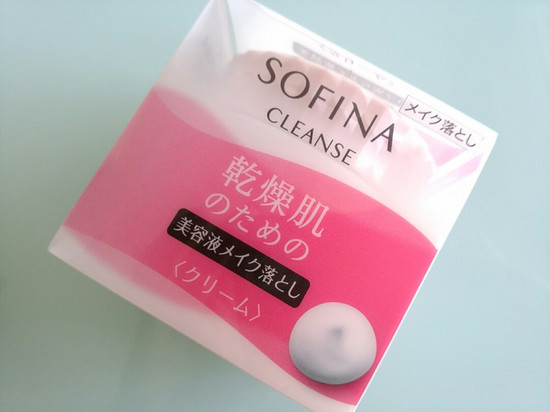 SOFINA
CLEANSE
メイク落とし
乾燥肌
のための
美容液メイク落とし
〈クリーム〉